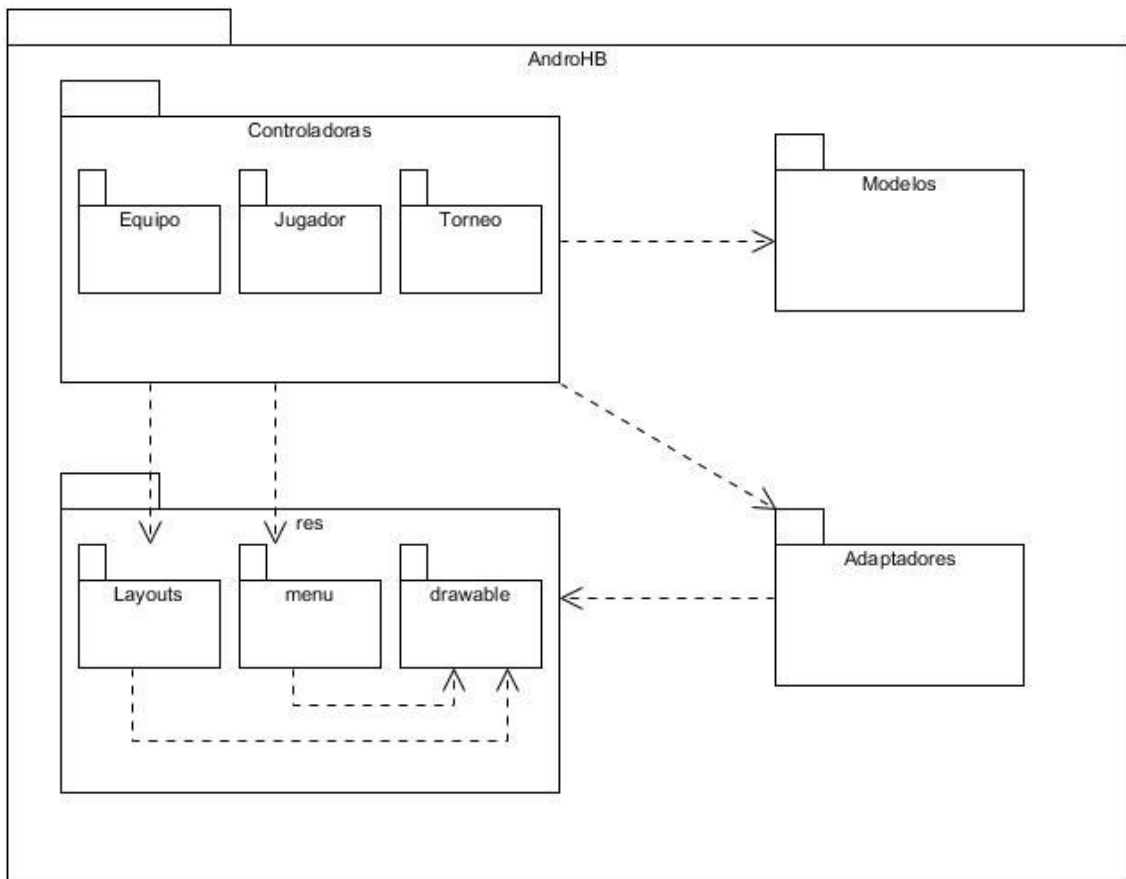 AndroHB
Controladoras
Equipo
Jugador
Torneo
Modelos
res
Layouts
menu
drawable
Adaptadores